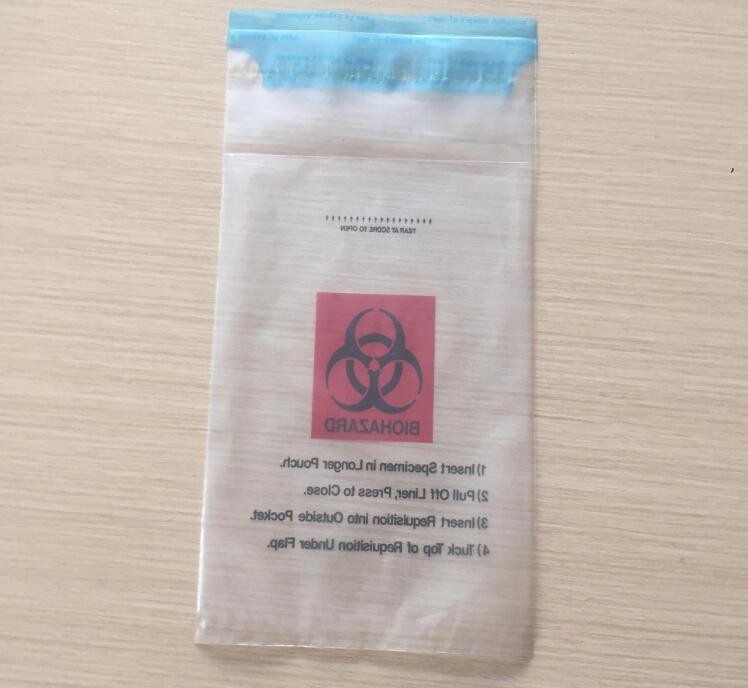 TEAR AT SCORE TO OPEN
BIOHAZARD
1) Insert Specimen in Longer Pouch.
2) Pull Off Liner, Press to Close.
3) Insert Requisition into Outside Pocket.
4) Tuck Top of Requisition Under Flap.